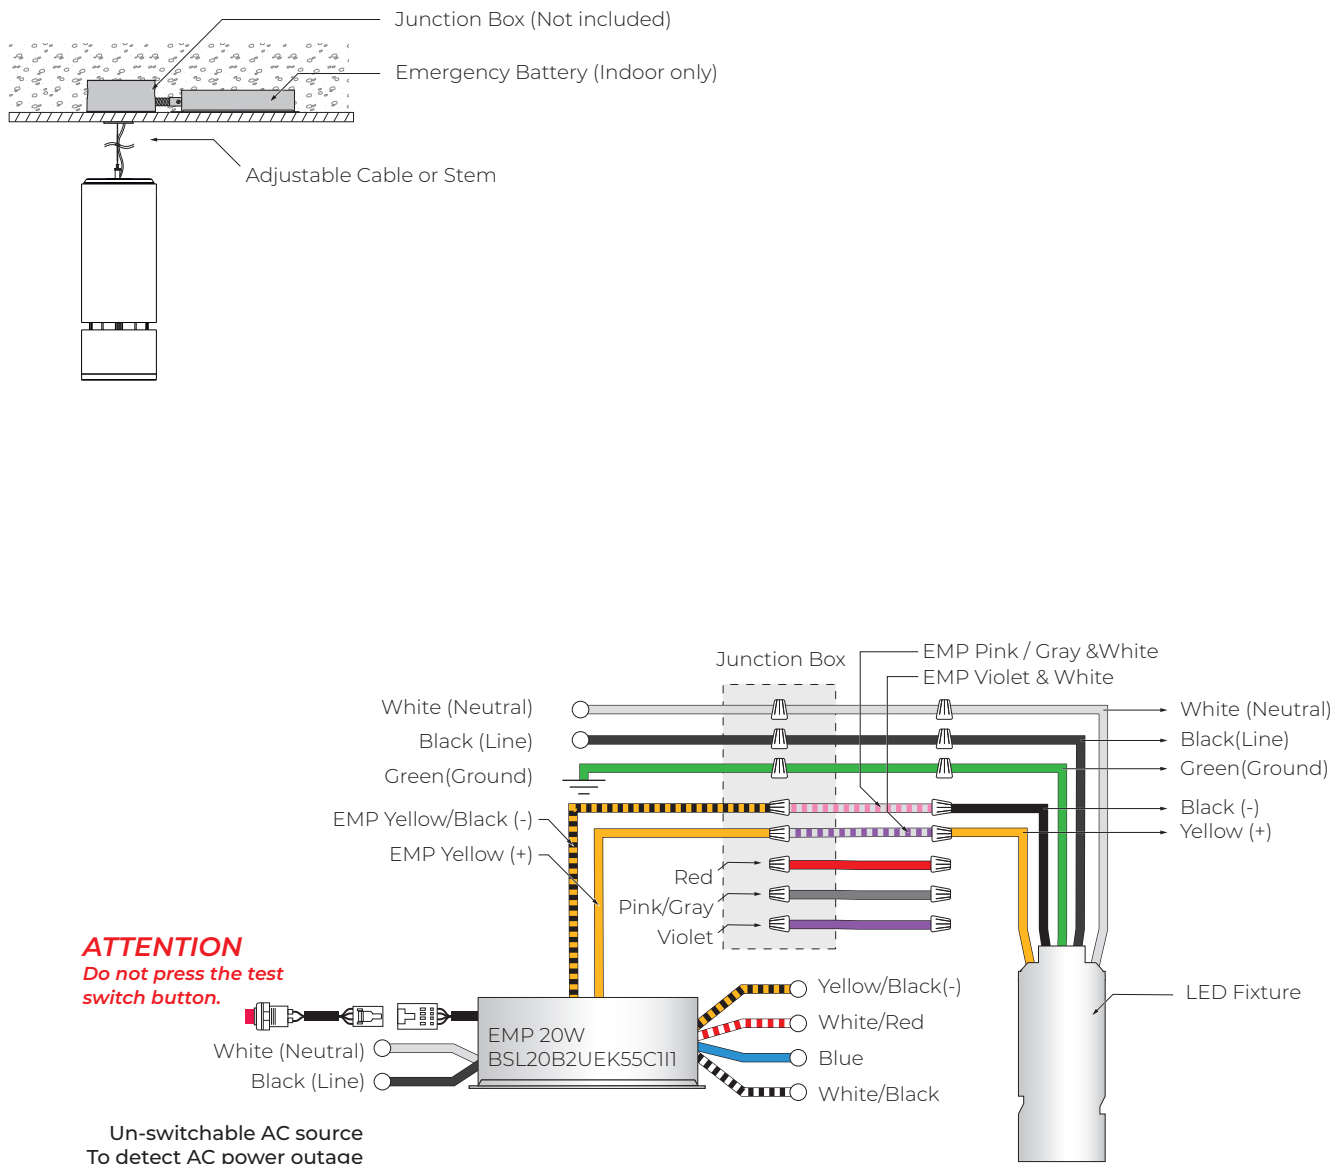 Junction Box (Not included)
Emergency Battery (Indoor only)
Adjustable Cable or Stem
Junction Box
EMP Pink / Gray &White
EMP Violet & White
White (Neutral)
White (Neutral)
Black (Line)
Black(Line)
Green(Ground)
Green(Ground)
EMP Yellow/Black (-)
Black (-)
EMP Yellow (+)
Yellow (+)
Red
Pink/Gray
Violet
ATTENTION
Do not press the test
switch button.
Yellow/Black(-)
White/Red
Blue
White/Black
LED Fixture
EMP 20W
BSL20B2UEK55C1I1
White (Neutral)
Black (Line)
Un-switchable AC source
To detect AC power outage